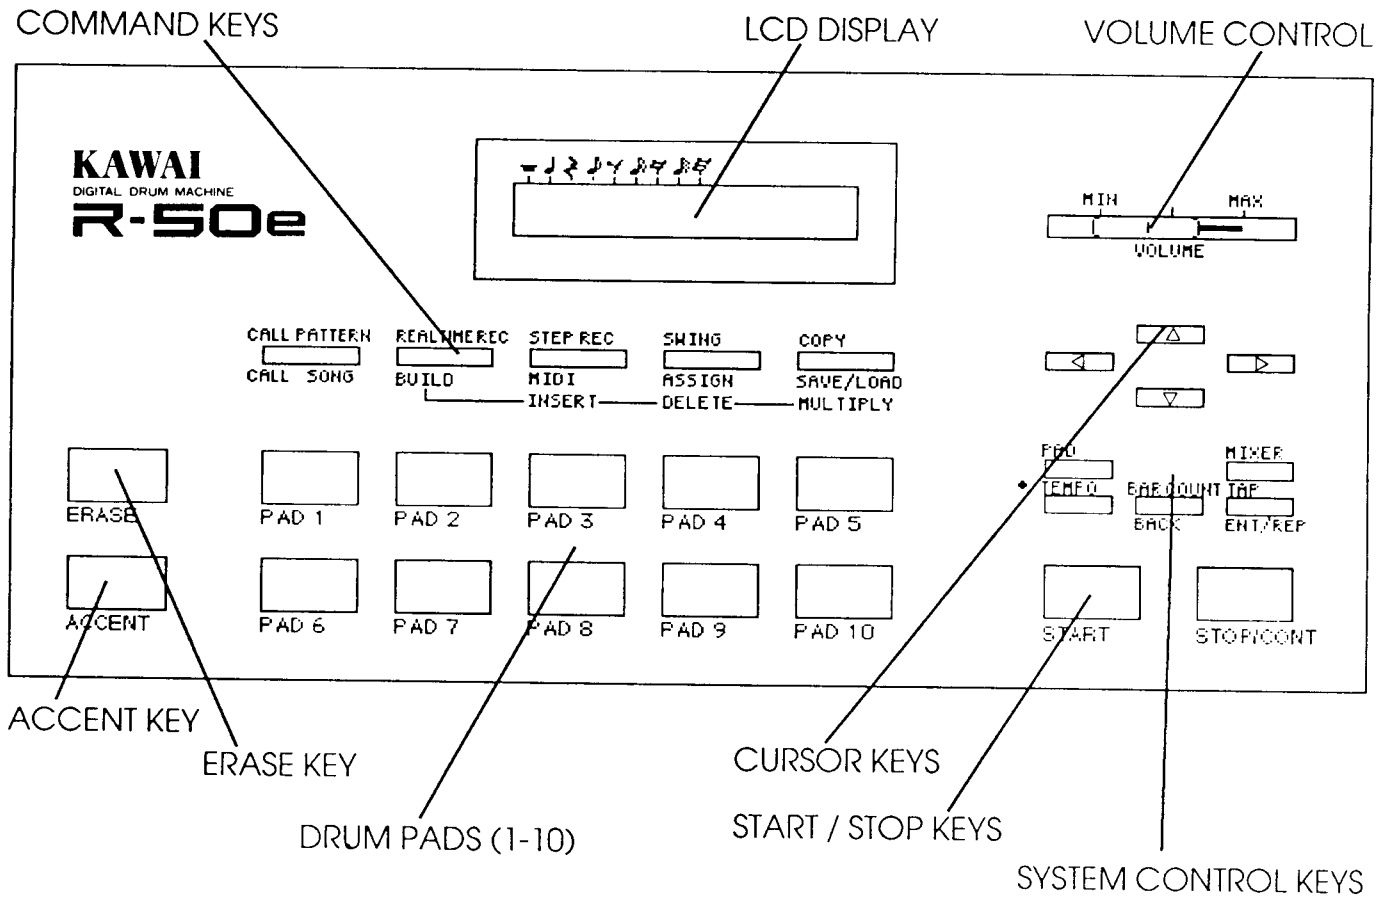 COMMAND KEYS
LCD DISPLAY
VOLUME CONTROL
KAWAI
DIGITAL DRUM MACHINE
R-50e
MIN MAX
VOLUME
CALL PATTERN REALTIME REC STEP REC SWING COPY
CALL SONG BUILD MIDI ASSIGN SAVE/LOAD
INSERT DELETE MULTIPLY
PAD MIXER
TEMPO BAR COUNT TAP
BACK ENT/REP
ERASE PAD 1 PAD 2 PAD 3 PAD 4 PAD 5
ACCENT PAD 6 PAD 7 PAD 8 PAD 9 PAD 10 START STOP/CONT
ACCENT KEY
ERASE KEY
CURSOR KEYS
DRUM PADS (1-10)
START / STOP KEYS
SYSTEM CONTROL KEYS